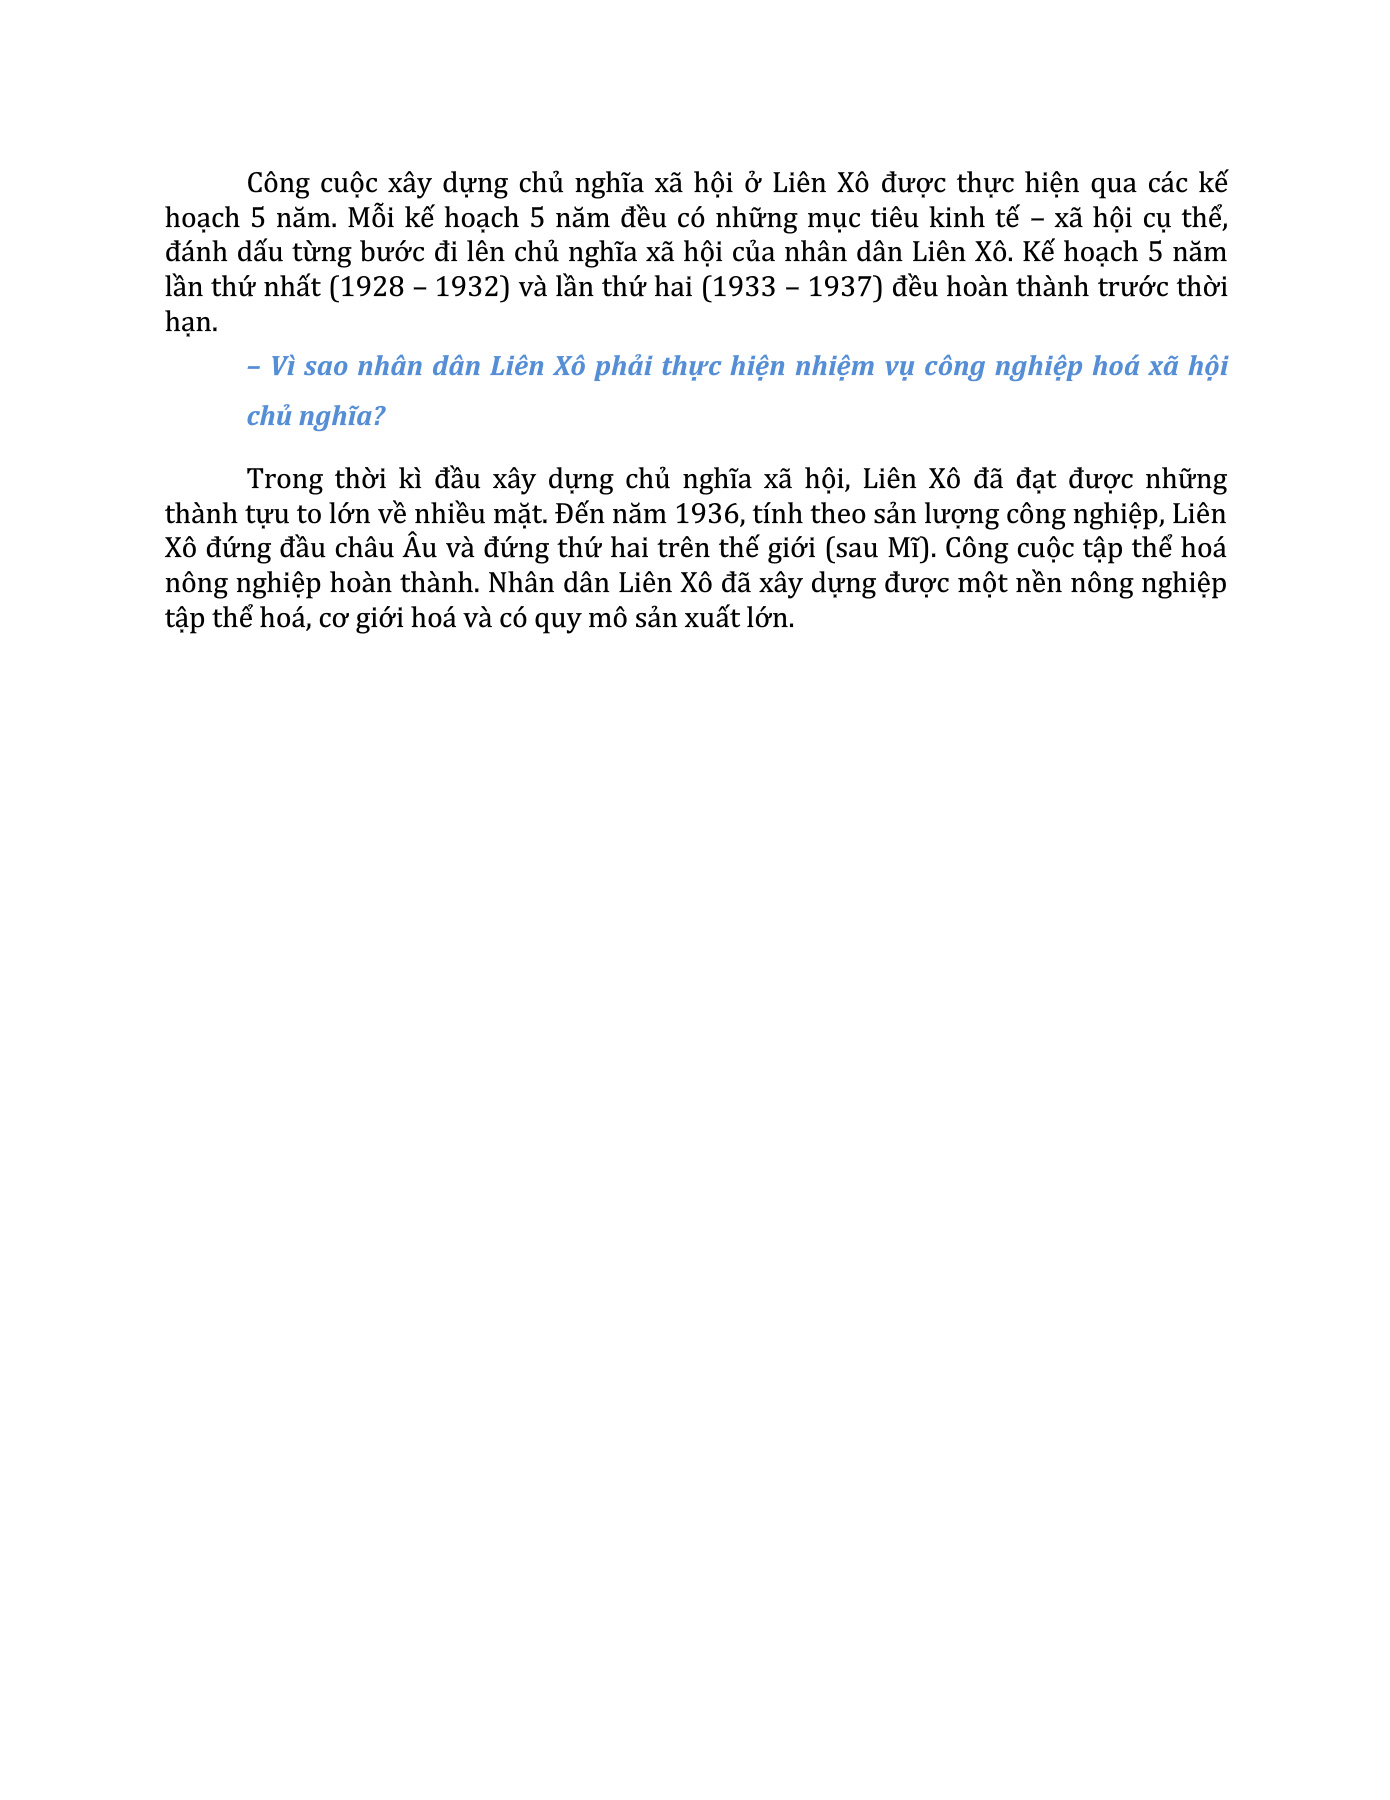 Công cuộc xây dựng chủ nghĩa xã hội ở Liên Xô được thực hiện qua các kế
hoạch 5 năm. Mỗi kế hoạch 5 năm đều có những mục tiêu kinh tế – xã hội cụ thể,
đánh dấu từng bước đi lên chủ nghĩa xã hội của nhân dân Liên Xô. Kế hoạch 5 năm
lần thứ nhất (1928 – 1932) và lần thứ hai (1933 – 1937) đều hoàn thành trước thời
hạn.
– Vì sao nhân dân Liên Xô phải thực hiện nhiệm vụ công nghiệp hoá xã hội
chủ nghĩa?
Trong thời kì đầu xây dựng chủ nghĩa xã hội, Liên Xô đã đạt được những
thành tựu to lớn về nhiều mặt. Đến năm 1936, tính theo sản lượng công nghiệp, Liên
Xô đứng đầu châu Âu và đứng thứ hai trên thế giới (sau Mĩ). Công cuộc tập thể hoá
nông nghiệp hoàn thành. Nhân dân Liên Xô đã xây dựng được một nền nông nghiệp
tập thể hoá, cơ giới hoá và có quy mô sản xuất lớn.